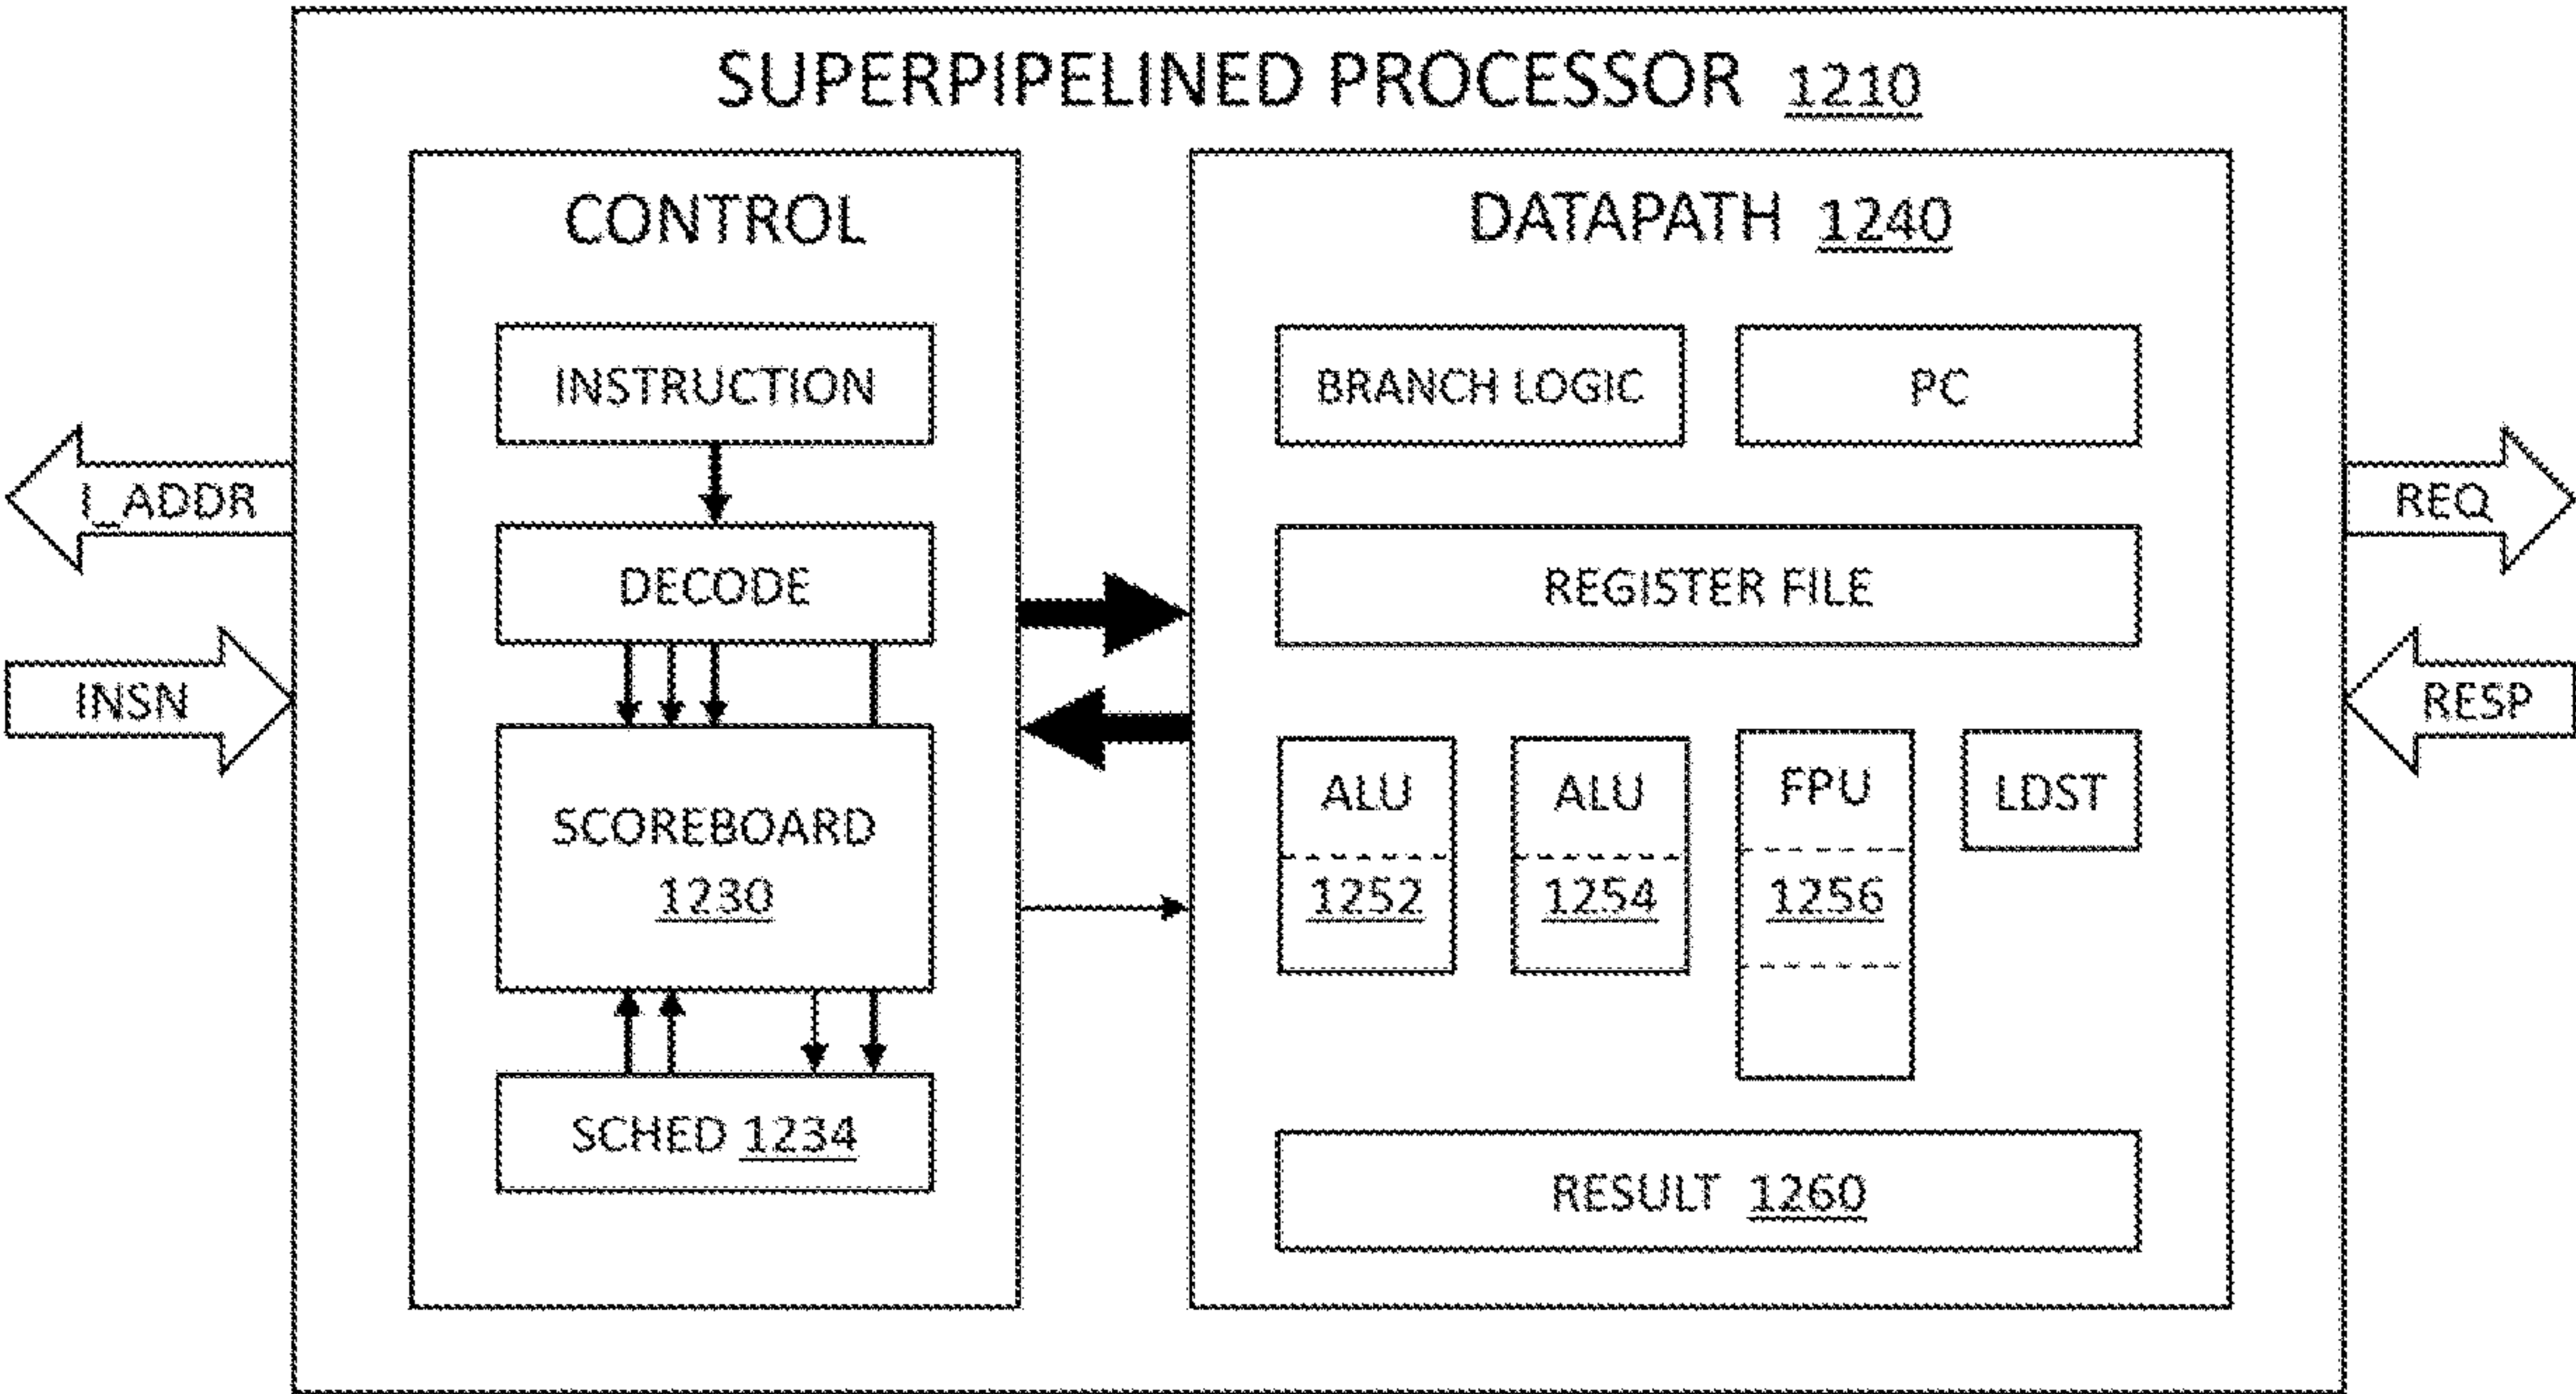 SUPERPIPELINED PROCESSOR 1210
CONTROL
INSTRUCTION
DECODE
SCOREBOARD
1230
SCHED 1234
DATAPATH 1240
BRANCH LOGIC
PC
REGISTER FILE
ALU
1252
ALU
1254
FPU
1256
LDST
RESULT 1260
I_ADDR
INSN
REQ
RESP